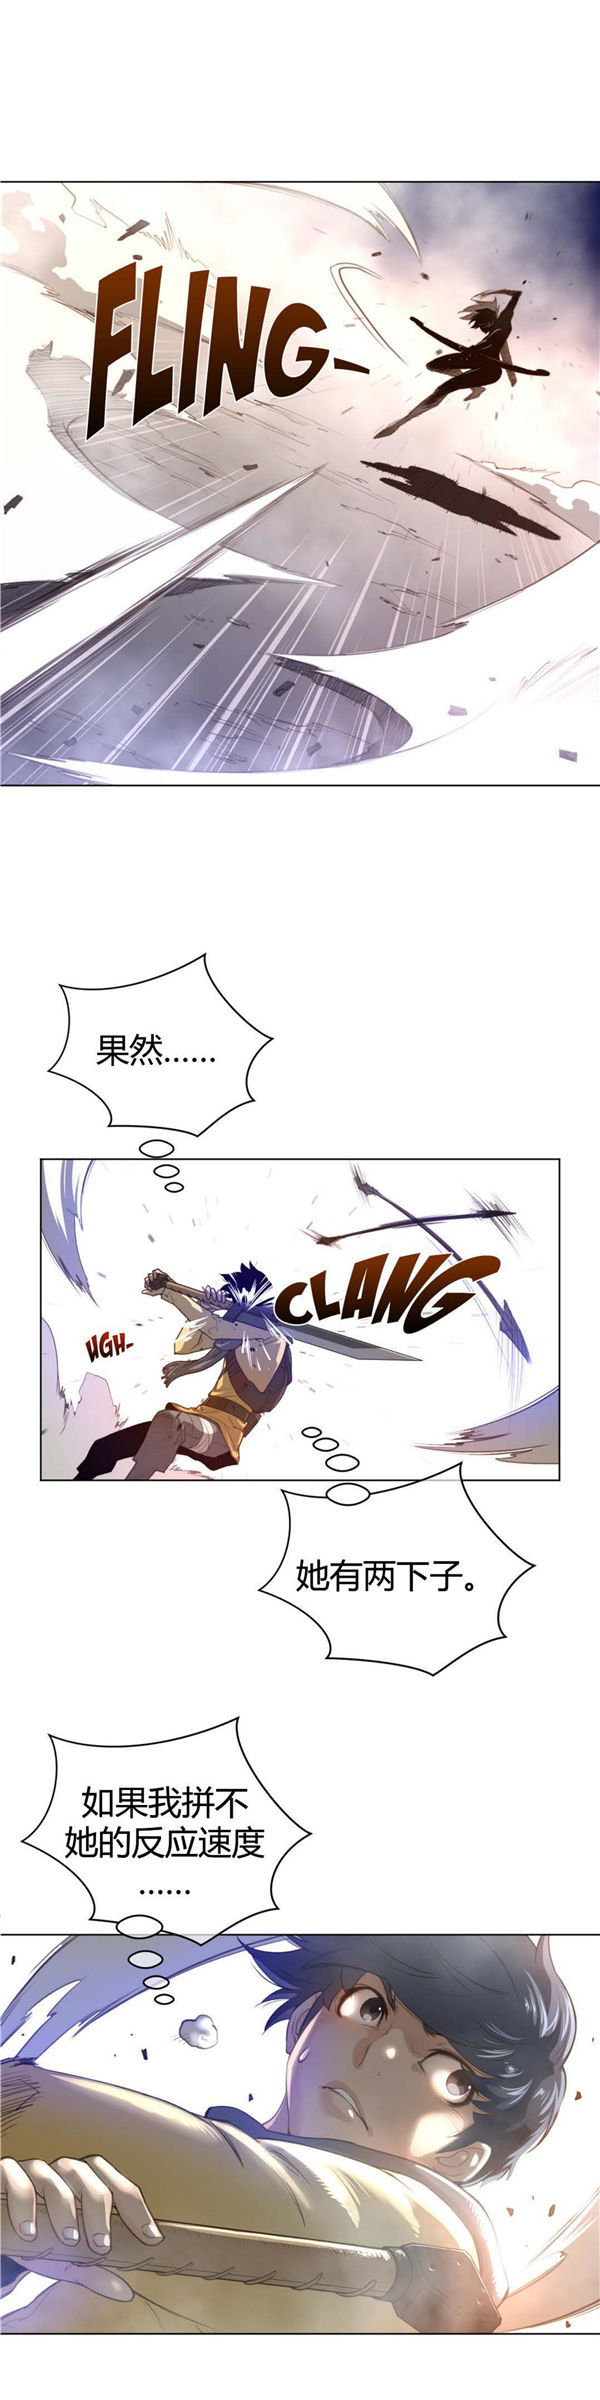 FLING-
果然……
UGH-
CLANG
她有两下子。
如果我拼不
她的反应速度
……